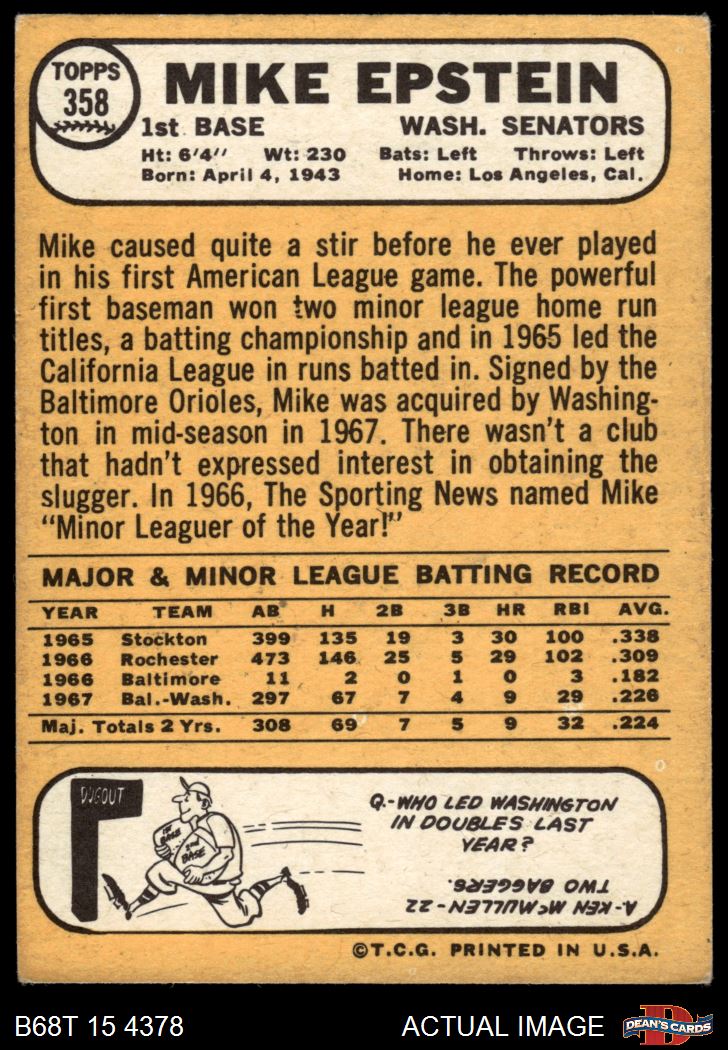 TOPPS
358
MIKE EPSTEIN
1st BASE WASH. SENATORS
Ht: 6'4'' Wt: 230 Bats: Left Throws: Left
Born: April 4, 1943 Home: Los Angeles, Cal.
Mike caused quite a stir before he ever played
in his first American League game. The powerful
first baseman won two minor league home run
titles, a batting championship and in 1965 led the
California League in runs batted in. Signed by the
Baltimore Orioles, Mike was acquired by Washing-
ton in mid-season in 1967. There wasn't a club
that hadn't expressed interest in obtaining the
slugger. In 1966, The Sporting News named Mike
“Minor Leaguer of the Year!”
MAJOR & MINOR LEAGUE BATTING RECORD
YEAR TEAM AB H 2B 3B HR RBI AVG.
1965 Stockton 399 135 19 3 30 100 .338
1966 Rochester 473 146 25 5 29 102 .309
1966 Baltimore 11 2 0 1 0 3 .182
1967 Bal.-Wash. 297 67 7 4 9 29 .226
Maj. Totals 2 Yrs. 308 69 7 5 9 32 .224
DUGOUT
1ST BASE
2ND BASE
Q.-WHO LED WASHINGTON
IN DOUBLES LAST
YEAR?
A-KEN McMULLEN-22
TWO BAGGERS.
©T.C.G. PRINTED IN U.S.A.
B68T 15 4378 ACTUAL IMAGE
D
DEAN'S CARDS